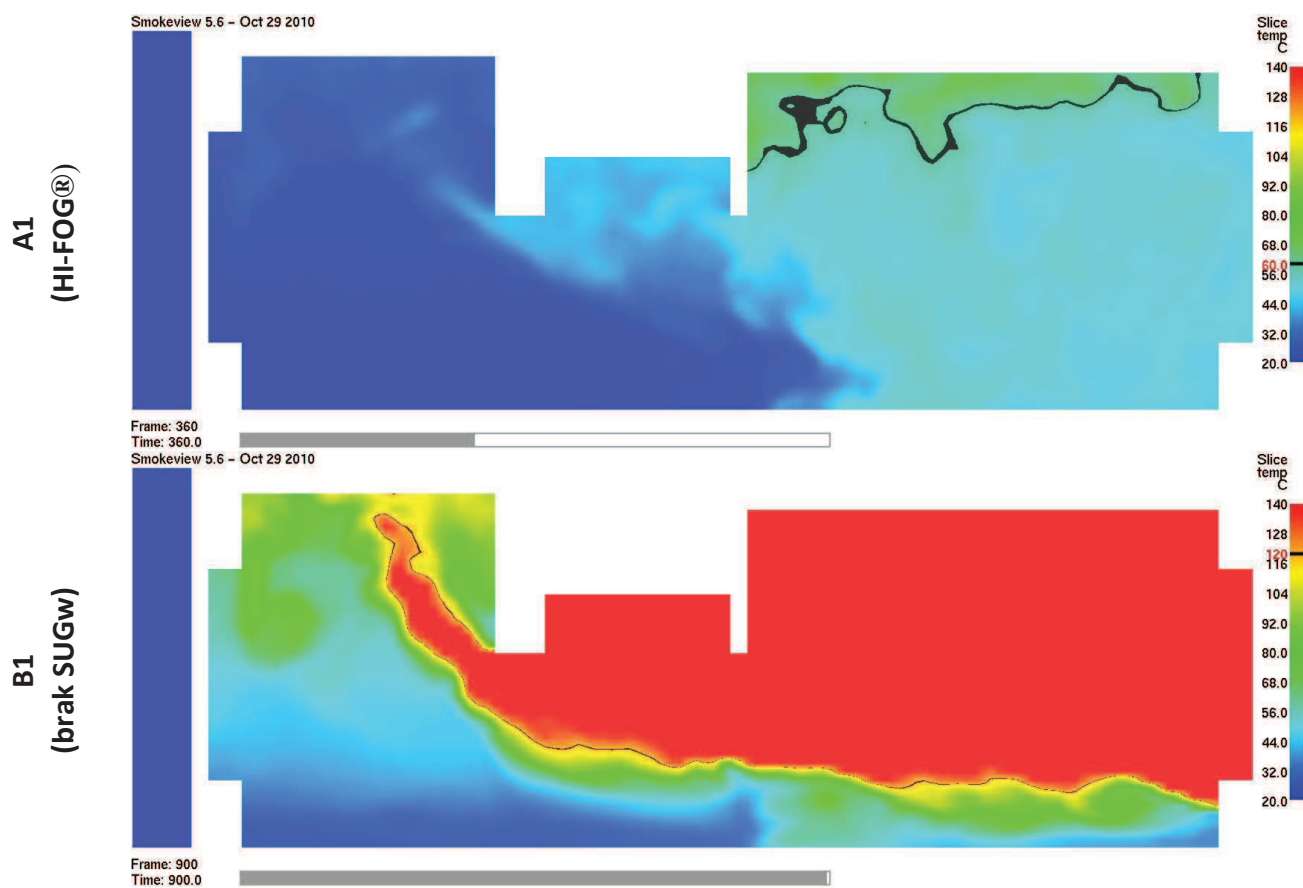 Smokeview 5.6 – Oct 29 2010
Slice
temp
C
140
128
116
104
92.0
80.0
68.0
60.0
56.0
44.0
32.0
20.0
A1
(HI-FOG®)
Frame: 360
Time: 360.0
Smokeview 5.6 – Oct 29 2010
Slice
temp
C
140
128
120
116
104
92.0
80.0
68.0
56.0
44.0
32.0
20.0
B1
(brak SUGw)
Frame: 900
Time: 900.0